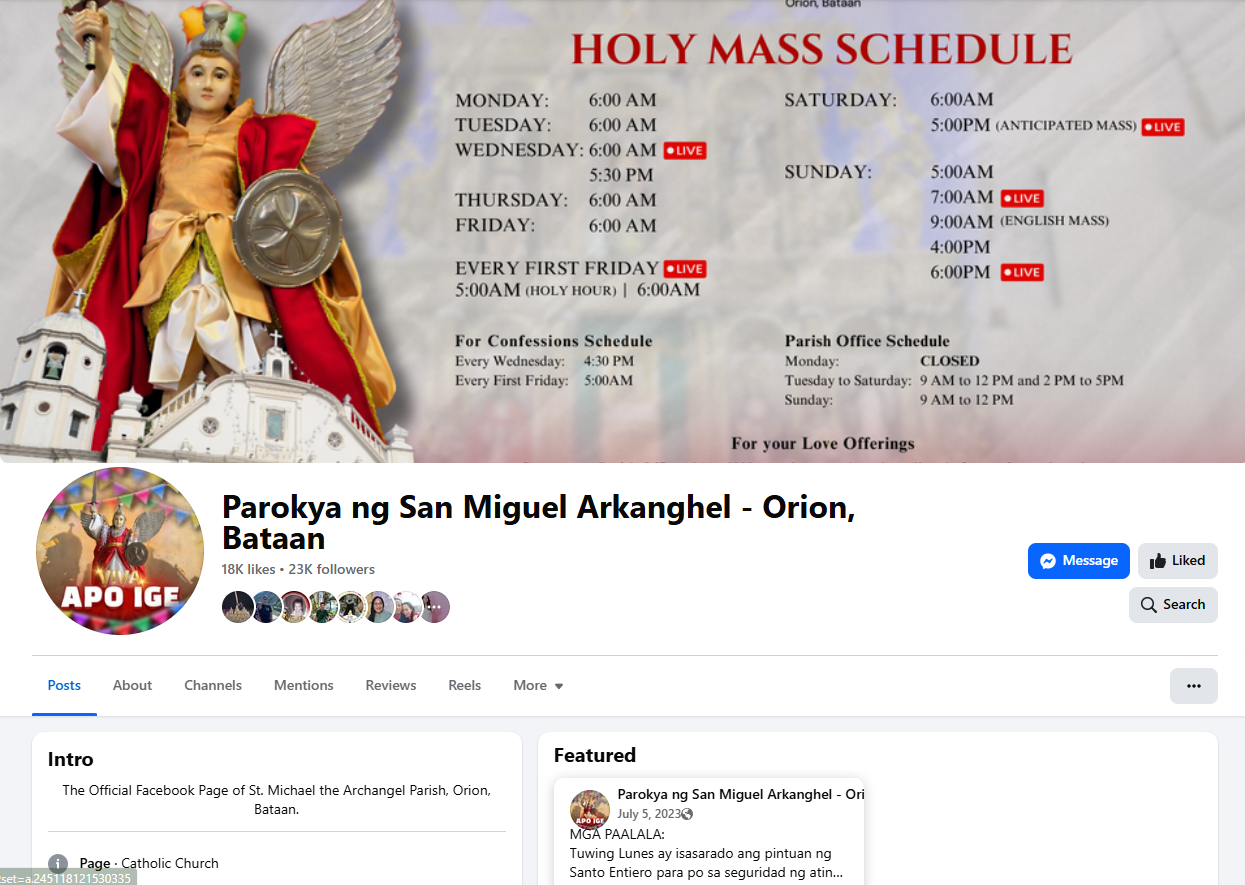 Orion, Bataan
HOLY MASS SCHEDULE
MONDAY: 6:00 AM
TUESDAY: 6:00 AM
WEDNESDAY: 6:00 AM LIVE
5:30 PM
THURSDAY: 6:00 AM
FRIDAY: 6:00 AM
EVERY FIRST FRIDAY LIVE
5:00AM (HOLY HOUR) | 6:00AM
SATURDAY: 6:00AM
5:00PM (ANTICIPATED MASS) LIVE
SUNDAY: 5:00AM
7:00AM LIVE
9:00AM (ENGLISH MASS)
4:00PM
6:00PM LIVE
For Confessions Schedule
Every Wednesday: 4:30 PM
Every First Friday: 5:00AM
Parish Office Schedule
Monday: CLOSED
Tuesday to Saturday: 9 AM to 12 PM and 2 PM to 5PM
Sunday: 9 AM to 12 PM
For your Love Offerings
VIVA
APO IGE
Parokya ng San Miguel Arkanghel - Orion,
Bataan
18K likes • 23K followers
Message
Liked
Search
Posts About Channels Mentions Reviews Reels More
Intro
The Official Facebook Page of St. Michael the Archangel Parish, Orion,
Bataan.
Page · Catholic Church
set=a.245118121530335
Featured
APO IGE
Parokya ng San Miguel Arkanghel - Ori
July 5, 2023
MGA PAALALA:
Tuwing Lunes ay isasarado ang pintuan ng
Santo Entiero para po sa seguridad ng atin...